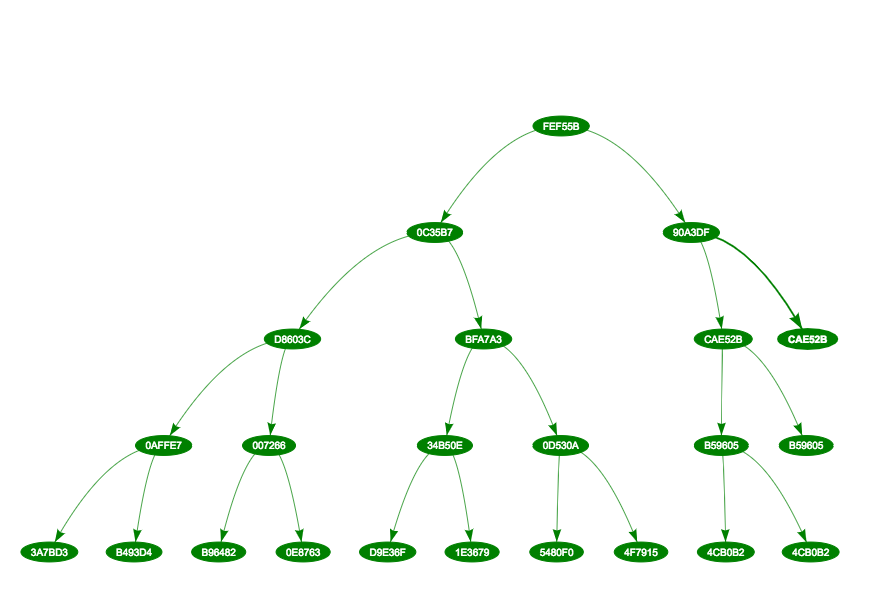 FEF55B
0C35B7
90A3DF
D8603C
BFA7A3
CAE52B
CAE52B
0AFFE7
007266
34B50E
0D530A
B59605
B59605
3A7BD3
B493D4
B96482
0E8763
D9E36F
1E3679
5480F0
4F7915
4CB0B2
4CB0B2